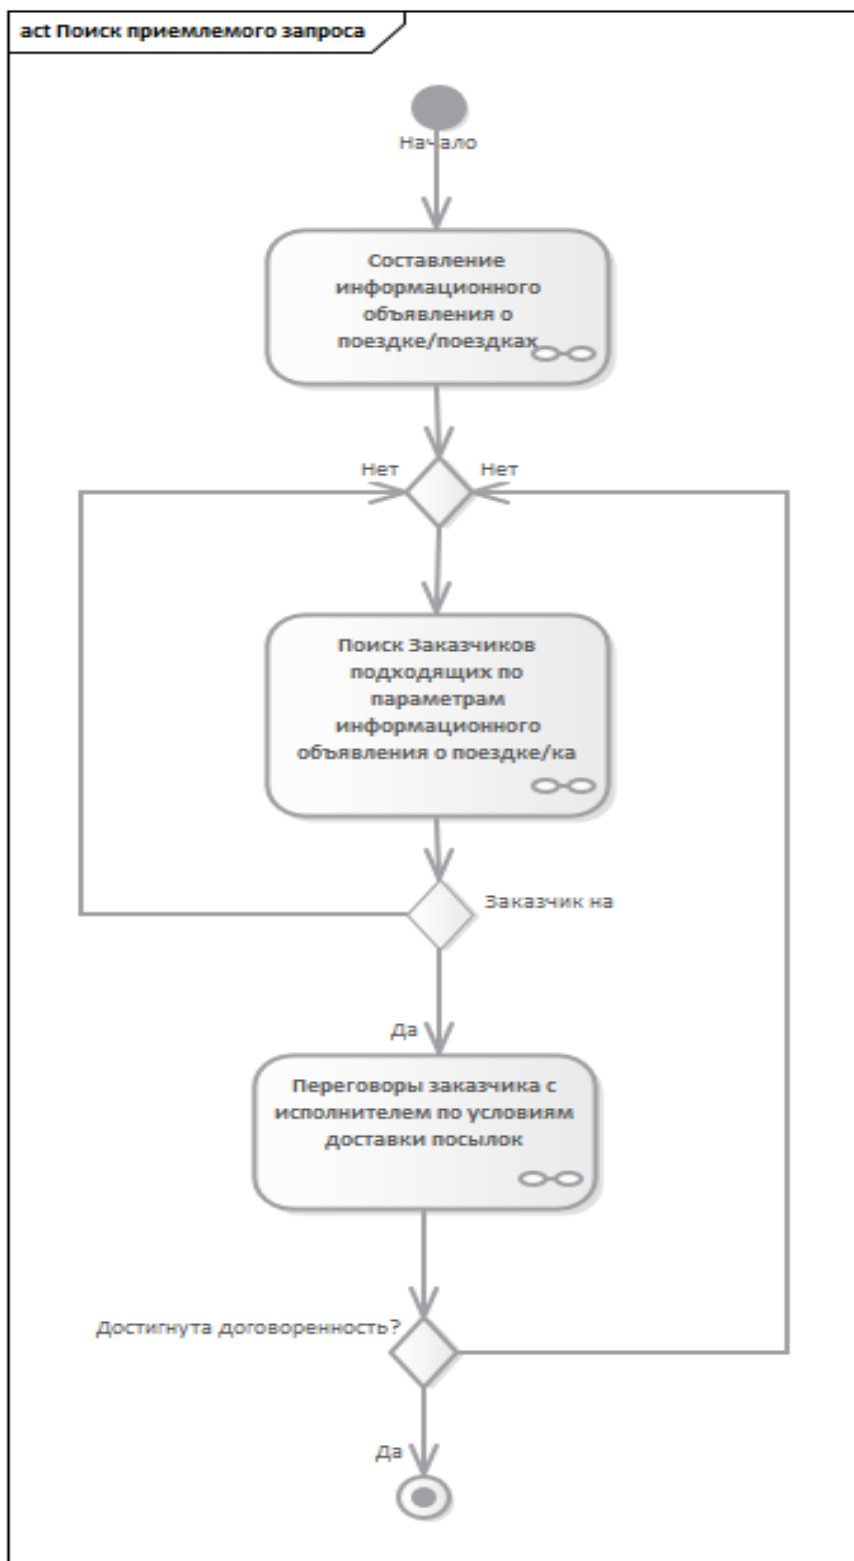 act Поиск приемлемого запроса
Начало
Составление
информационного
объявления о
поездке/поездках
Нет
Нет
Поиск Заказчиков
подходящих по
параметрам
информационного
объявления о поездке/ка
Заказчик на
Да
Переговоры заказчика с
исполнителем по условиям
доставки посылок
Достигнута договоренность?
Да